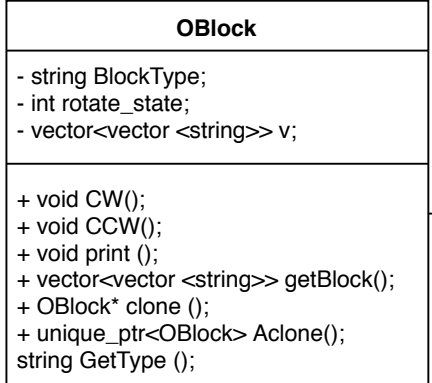 OBlock
- string BlockType;
- int rotate_state;
- vector<vector <string>> v;
+ void CW();
+ void CCW();
+ void print ();
+ vector<vector <string>> getBlock();
+ OBlock* clone ();
+ unique_ptr<OBlock> Aclone();
string GetType ();